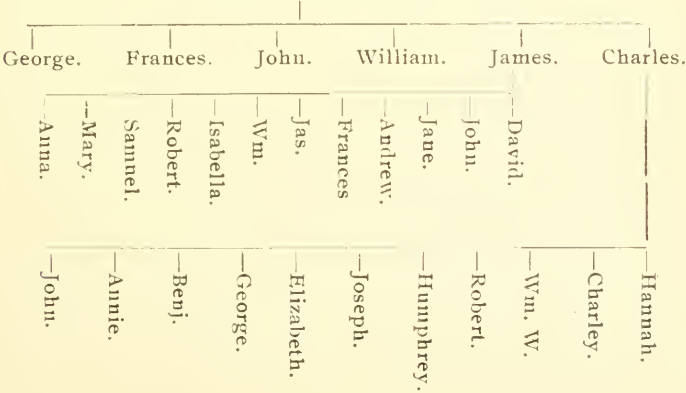 George. Frances. John. William. James. Charles.
Anna.
Mary.
Samuel.
Robert.
Isabella.
Wm.
Jas.
Frances
Andrew.
Jane.
John.
David.
John.
Annie.
Benj.
George.
Elizabeth.
Joseph.
Humphrey.
Robert.
Wm. W.
Charley.
Hannah.